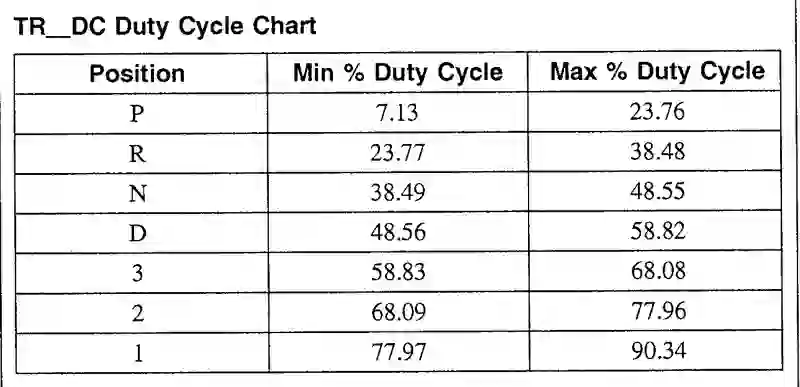 TR__DC Duty Cycle Chart
Position Min % Duty Cycle Max % Duty Cycle
P 7.13 23.76
R 23.77 38.48
N 38.49 48.55
D 48.56 58.82
3 58.83 68.08
2 68.09 77.96
1 77.97 90.34